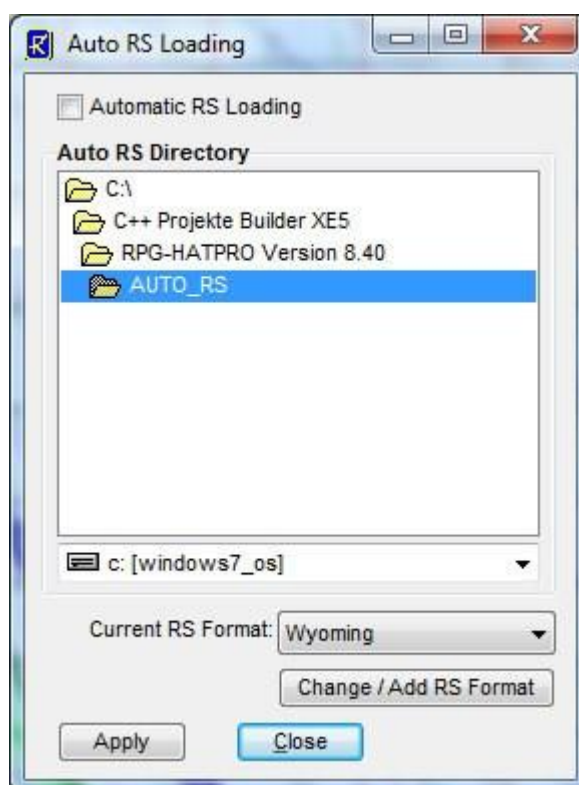 Auto RS Loading
Automatic RS Loading
Auto RS Directory
C:\
C++ Projekte Builder XE5
RPG-HATPRO Version 8.40
AUTO_RS
c: [windows7_os]
Current RS Format: Wyoming
Change / Add RS Format
Apply Close